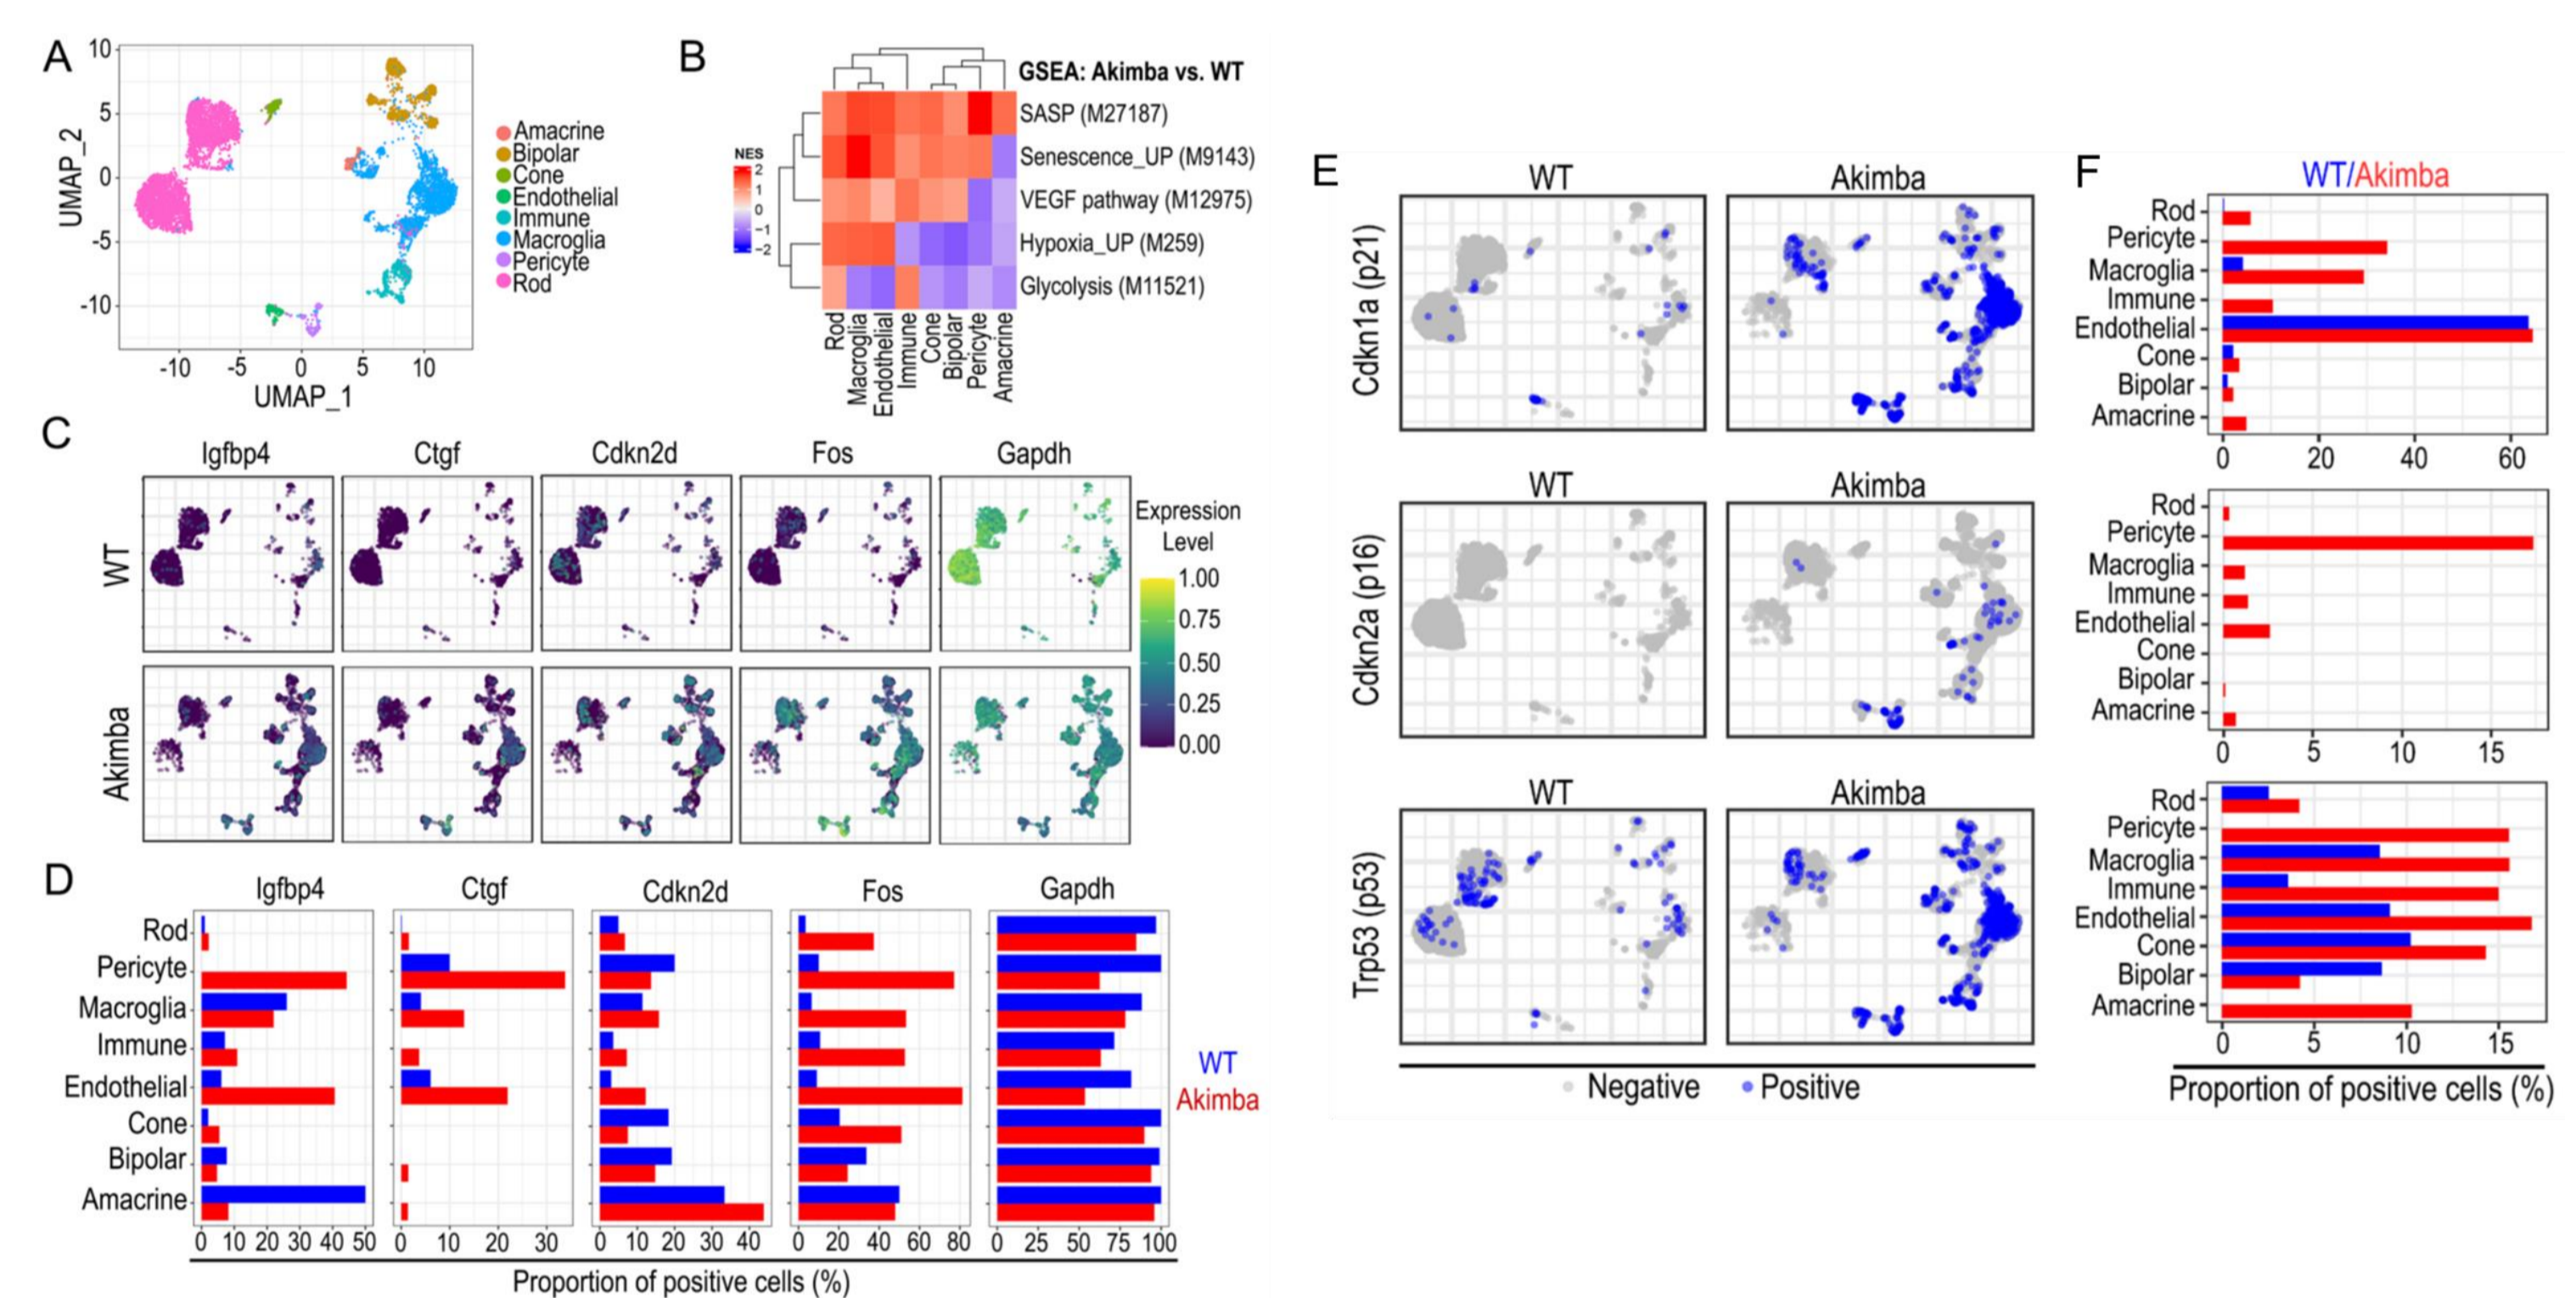 A
10
5
0
-5
-10
UMAP_2
-10 -5 0 5 10
UMAP_1
Amacrine
Bipolar
Cone
Endothelial
Immune
Macroglia
Pericyte
Rod
B
GSEA: Akimba vs. WT
NES
2
1
0
−1
−2
SASP (M27187)
Senescence_UP (M9143)
VEGF pathway (M12975)
Hypoxia_UP (M259)
Glycolysis (M11521)
Rod
Macroglia
Endothelial
Immune
Cone
Bipolar
Pericyte
Amacrine
C
Igfbp4 Ctgf Cdkn2d Fos Gapdh
WT
Akimba
Expression
Level
1.00
0.75
0.50
0.25
0.00
D
Igfbp4 Ctgf Cdkn2d Fos Gapdh
Rod
Pericyte
Macroglia
Immune
Endothelial
Cone
Bipolar
Amacrine
0 10 20 30 40 50 0 10 20 30 0 10 20 30 40 0 20 40 60 80 0 25 50 75 100
Proportion of positive cells (%)
WT
Akimba
E
WT Akimba
Cdkn1a (p21)
WT Akimba
Cdkn2a (p16)
WT Akimba
Trp53 (p53)
Negative Positive
F
WT/Akimba
Rod
Pericyte
Macroglia
Immune
Endothelial
Cone
Bipolar
Amacrine
0 20 40 60
Rod
Pericyte
Macroglia
Immune
Endothelial
Cone
Bipolar
Amacrine
0 5 10 15
Rod
Pericyte
Macroglia
Immune
Endothelial
Cone
Bipolar
Amacrine
0 5 10 15
Proportion of positive cells (%)